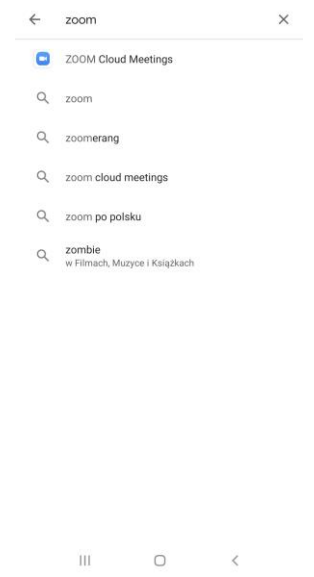 zoom
ZOOM Cloud Meetings
zoom
zoomerang
zoom cloud meetings
zoom po polsku
zombie
w Filmach, Muzyce i Książkach